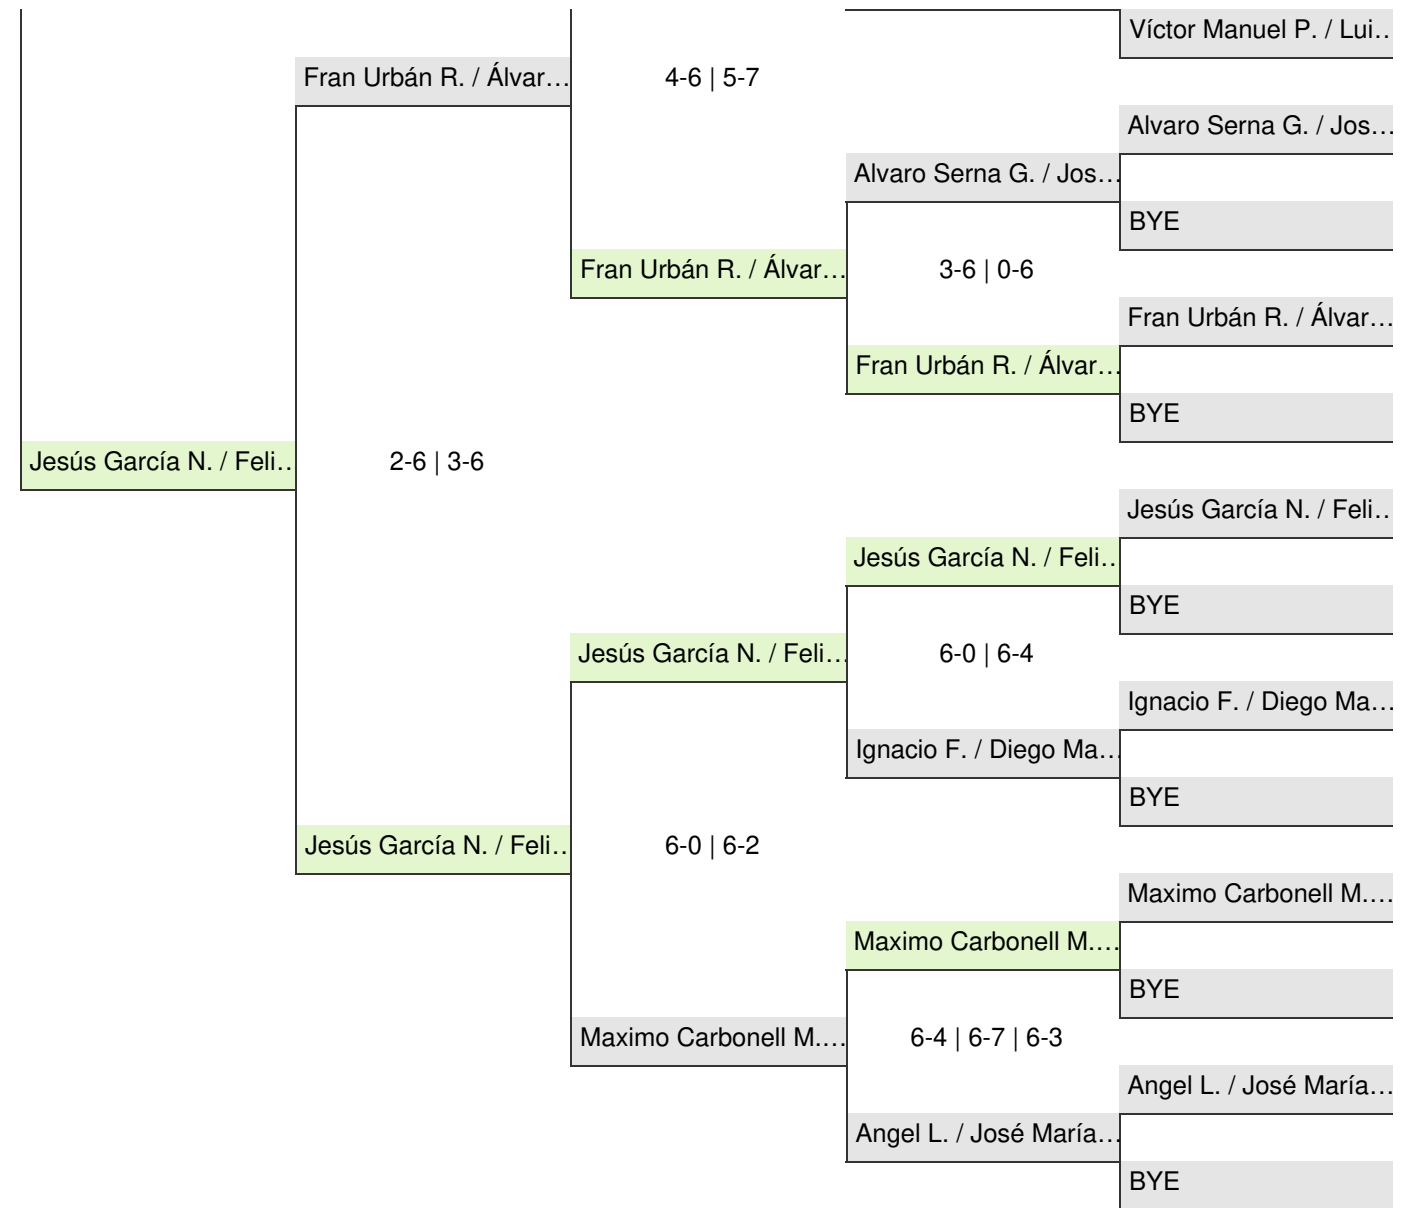 Víctor Manuel P. / Lui…
Fran Urbán R. / Álvar…
4-6 | 5-7
Alvaro Serna G. / Jos…
Alvaro Serna G. / Jos…
BYE
Fran Urbán R. / Álvar…
3-6 | 0-6
Fran Urbán R. / Álvar…
Fran Urbán R. / Álvar…
BYE
Jesús García N. / Feli…
2-6 | 3-6
Jesús García N. / Feli…
Jesús García N. / Feli…
BYE
Jesús García N. / Feli…
6-0 | 6-4
Ignacio F. / Diego Ma…
Ignacio F. / Diego Ma…
BYE
Jesús García N. / Feli…
6-0 | 6-2
Maximo Carbonell M.…
Maximo Carbonell M.…
BYE
Maximo Carbonell M.…
6-4 | 6-7 | 6-3
Angel L. / José María…
Angel L. / José María…
BYE